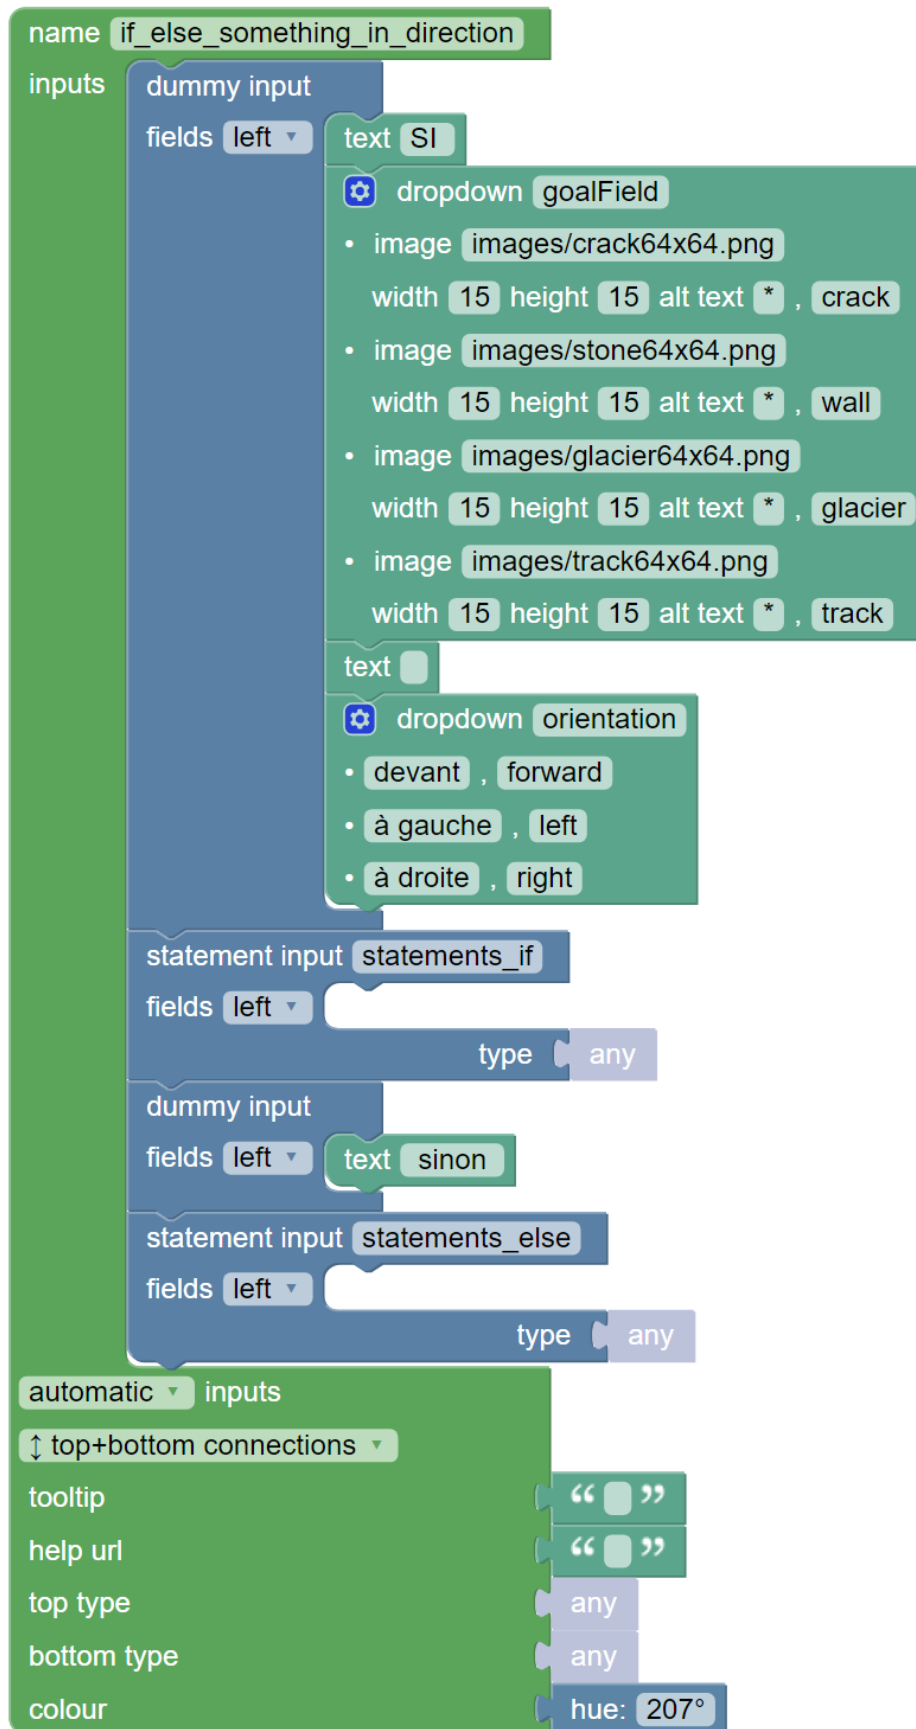 name if_else_something_in_direction
inputs dummy input
fields left
text SI
dropdown goalField
• image images/crack64x64.png
width 15 height 15 alt text * , crack
• image images/stone64x64.png
width 15 height 15 alt text * , wall
• image images/glacier64x64.png
width 15 height 15 alt text * , glacier
• image images/track64x64.png
width 15 height 15 alt text * , track
text
dropdown orientation
• devant , forward
• à gauche , left
• à droite , right
statement input statements_if
fields left
type any
dummy input
fields left text sinon
statement input statements_else
fields left
type any
automatic inputs
↕ top+bottom connections
tooltip “ ”
help url “ ”
top type any
bottom type any
colour hue: 207°